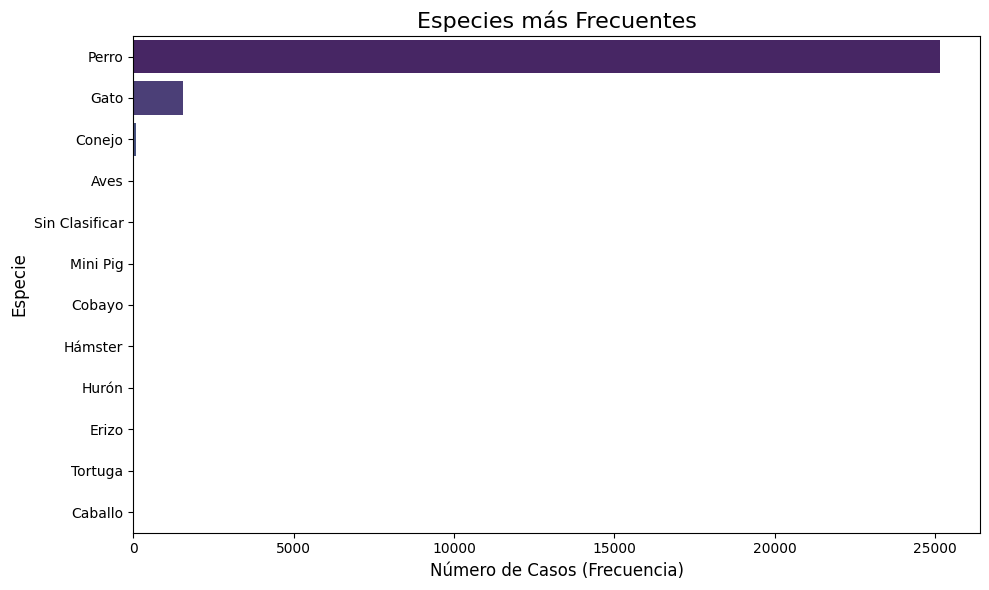 Especies más Frecuentes
Perro
Gato
Conejo
Aves
Sin Clasificar
Mini Pig
Cobayo
Hámster
Hurón
Erizo
Tortuga
Caballo
Especie
0 5000 10000 15000 20000 25000
Número de Casos (Frecuencia)